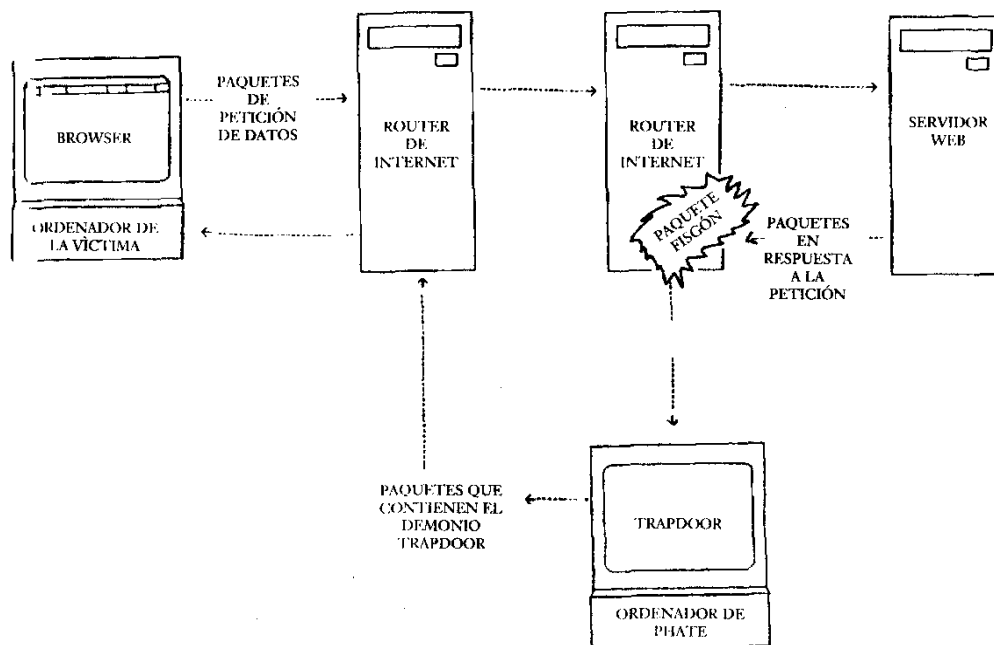 PAQUETES
DE
PETICIÓN
DE DATOS
BROWSER
ORDENADOR DE
LA VÌCTIMA
ROUTER
DE
INTERNET
ROUTER
DE
INTERNET
SERVIDOR
WEB
PAQUETE
FISGÓN
PAQUETES
EN
RESPUESTA
A LA
PETICIÓN
PAQUETES QUE
CONTIENEN EL
DEMONIO
TRAPDOOR
TRAPDOOR
ORDENADOR DE
PHATE